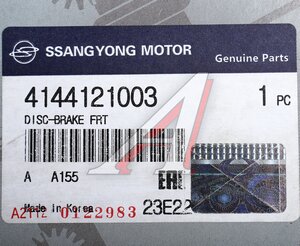 SSANGYONG MOTOR
Genuine Parts
4144121003
1 PC
DISC-BRAKE FRT
A A155
EAC
Made in Korea
23E22
A2112 0122983